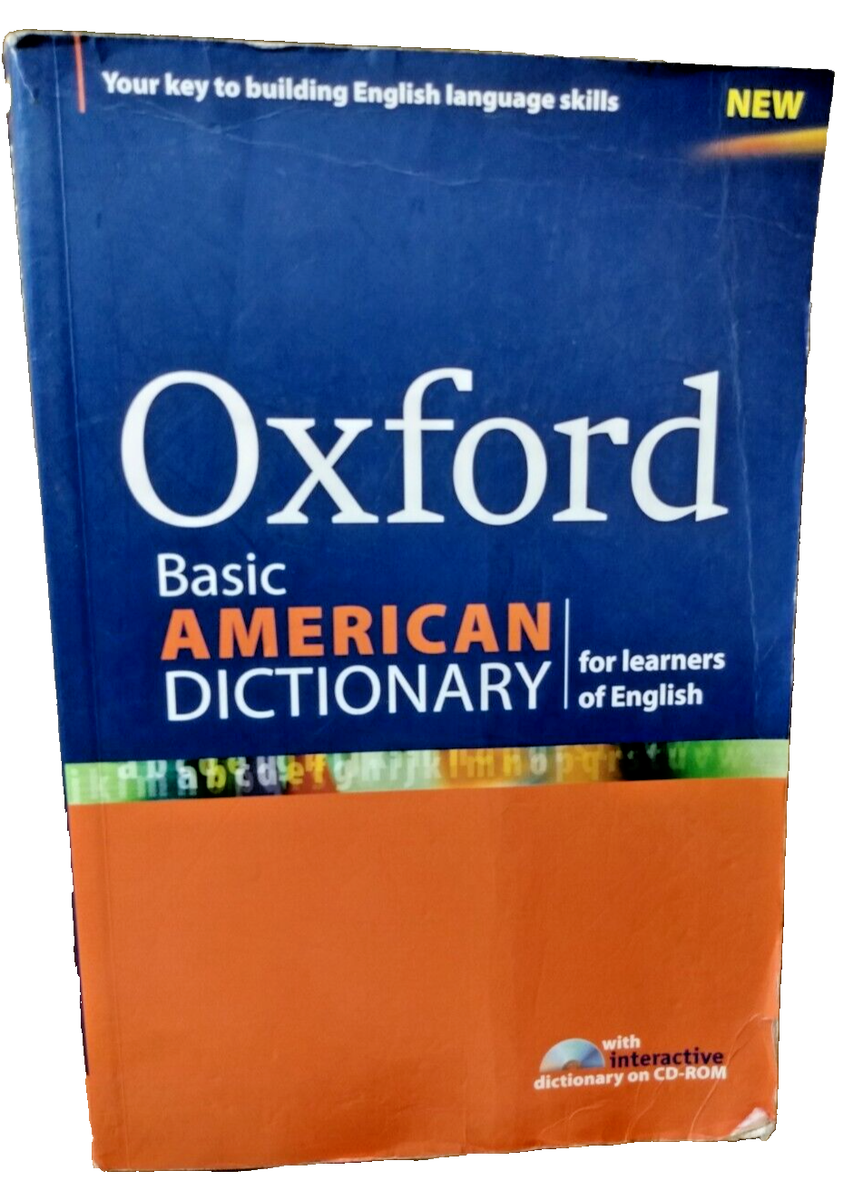 Your key to building English language skills
NEW
Oxford
Basic
AMERICAN
DICTIONARY
for learners
of English
with
interactive
dictionary on CD-ROM